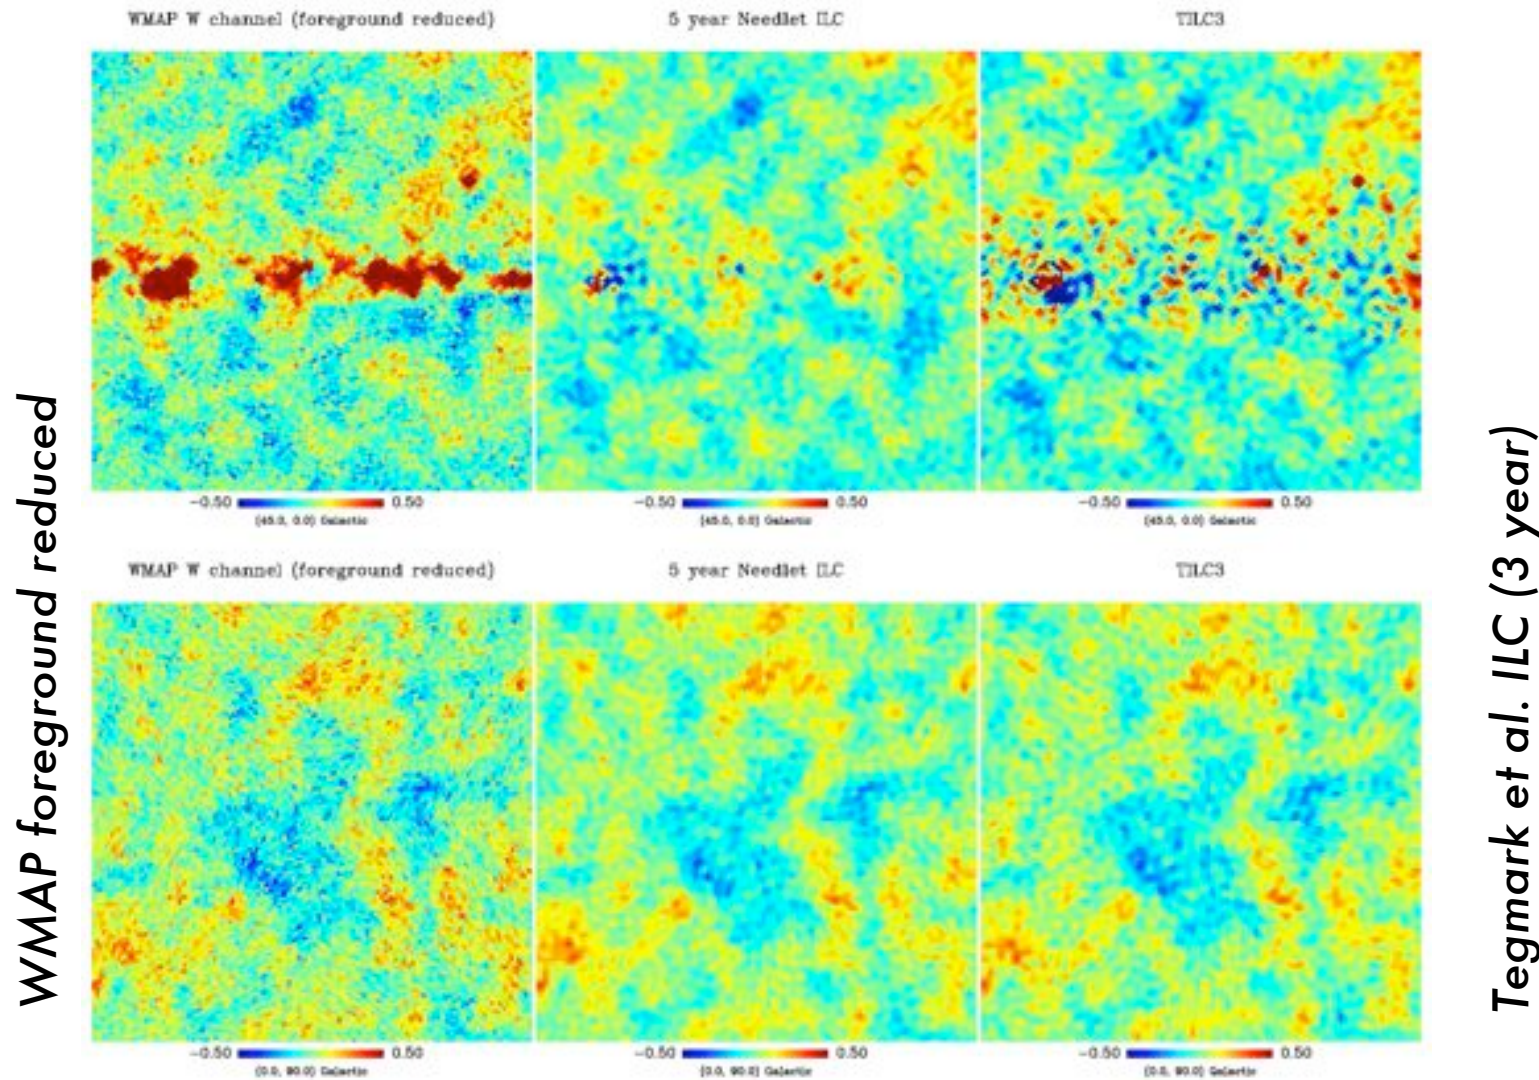 WMAP W channel (foreground reduced)
5 year Needlet ILC
TILC3
-0.50 0.50
(45.0, 0.0) Galactic
-0.50 0.50
(45.0, 0.0) Galactic
-0.50 0.50
(45.0, 0.0) Galactic
WMAP foreground reduced
Tegmark et al. ILC (3 year)
WMAP W channel (foreground reduced)
5 year Needlet ILC
TILC3
-0.50 0.50
(0.0, 90.0) Galactic
-0.50 0.50
(0.0, 90.0) Galactic
-0.50 0.50
(0.0, 90.0) Galactic